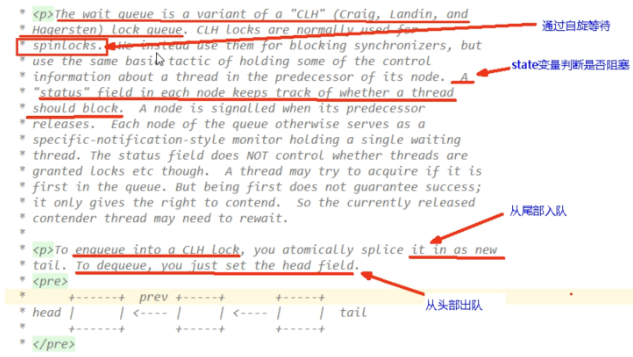 * <p>The wait queue is a variant of a "CLH" (Craig, Landin, and
* Hagersten) lock queue. CLH locks are normally used for
通过自旋等待
* spinlocks. We instead use them for blocking synchronizers, but
* use the same basic tactic of holding some of the control
* information about a thread in the predecessor of its node.  A
state变量判断是否阻塞
* "status" field in each node keeps track of whether a thread
* should block.  A node is signalled when its predecessor
* releases.  Each node of the queue otherwise serves as a
* specific-notification-style monitor holding a single waiting
* thread. The status field does NOT control whether threads are
* granted locks etc though.  A thread may try to acquire if it is
* first in the queue. But being first does not guarantee success;
* it only gives the right to contend.  So the currently released
* contender thread may need to rewait.
从尾部入队
*
* <p>To enqueue into a CLH lock, you atomically splice it in as new
* tail. To dequeue, you just set the head field.
* <pre>
从头部出队
*      +------+  prev +-----+       +-----+
* head |      | <---- |     | <---- |     |  tail
*      +------+       +-----+       +-----+
* </pre>